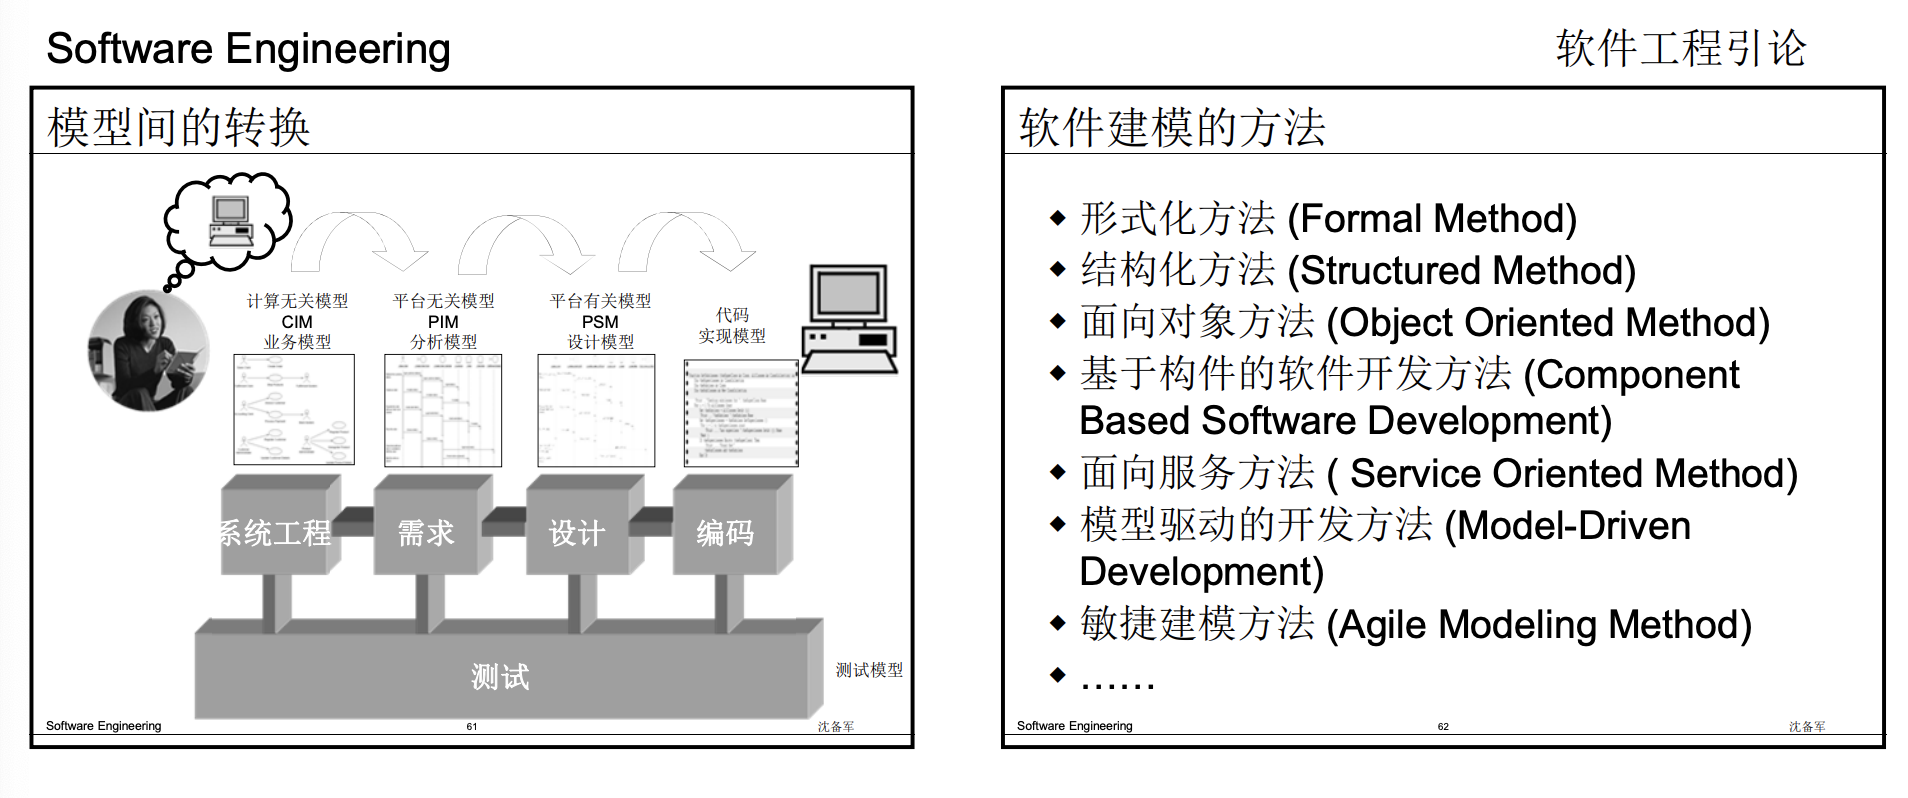 Software Engineering
软件工程引论
模型间的转换
计算无关模型
CIM
业务模型
平台无关模型
PIM
分析模型
平台有关模型
PSM
设计模型
代码
实现模型
系统工程
需求
设计
编码
测试
测试模型
Software Engineering
61
沈备军
软件建模的方法
◆ 形式化方法 (Formal Method)
◆ 结构化方法 (Structured Method)
◆ 面向对象方法 (Object Oriented Method)
◆ 基于构件的软件开发方法 (Component
Based Software Development)
◆ 面向服务方法 ( Service Oriented Method)
◆ 模型驱动的开发方法 (Model-Driven
Development)
◆ 敏捷建模方法 (Agile Modeling Method)
◆ ……
Software Engineering
62
沈备军